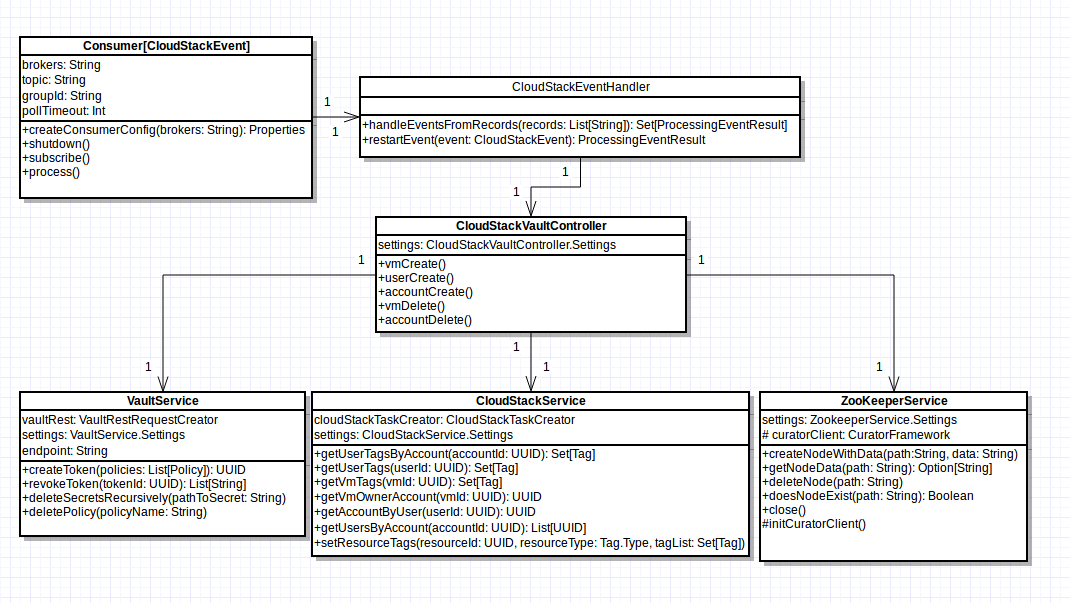 Consumer[CloudStackEvent]
brokers: String
topic: String
groupId: String
pollTimeout: Int
+createConsumerConfig(brokers: String): Properties
+shutdown()
+subscribe()
+process()
1
1
CloudStackEventHandler
+handleEventsFromRecords(records: List[String]): Set[ProcessingEventResult]
+restartEvent(event: CloudStackEvent): ProcessingEventResult
1
1
CloudStackVaultController
settings: CloudStackVaultController.Settings
+vmCreate()
+userCreate()
+accountCreate()
+vmDelete()
+accountDelete()
1
1
1
1
1
1
VaultService
vaultRest: VaultRestRequestCreator
settings: VaultService.Settings
endpoint: String
+createToken(policies: List[Policy]): UUID
+revokeToken(tokenId: UUID): List[String]
+deleteSecretsRecursively(pathToSecret: String)
+deletePolicy(policyName: String)
CloudStackService
cloudStackTaskCreator: CloudStackTaskCreator
settings: CloudStackService.Settings
+getUserTagsByAccount(accountId: UUID): Set[Tag]
+getUserTags(userId: UUID): Set[Tag]
+getVmTags(vmId: UUID): Set[Tag]
+getVmOwnerAccount(vmId: UUID): UUID
+getAccountByUser(userId: UUID): UUID
+getUsersByAccount(accountId: UUID): List[UUID]
+setResourceTags(resourceId: UUID, resourceType: Tag.Type, tagList: Set[Tag])
ZooKeeperService
settings: ZookeeperService.Settings
# curatorClient: CuratorFramework
+createNodeWithData(path:String, data: String)
+getNodeData(path: String): Option[String]
+deleteNode(path: String)
+doesNodeExist(path: String): Boolean
+close()
#initCuratorClient()